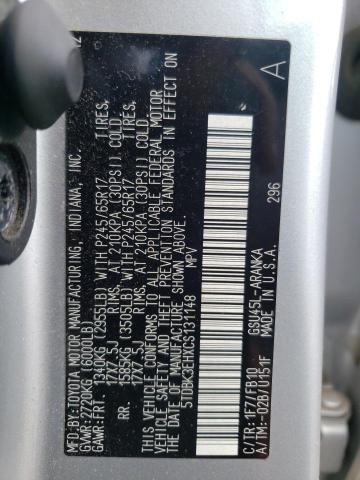 MFD.BY:TOYOTA MOTOR MANUFACTURING, INDIANA, INC.
GVWR:2720KG(6000LB)
GAWR:FRT. 1340KG(2955LB)WITH P245/65R17 TIRES,
17X7.5J RIMS, AT 210KPA(30PSI) COLD.
RR. 1585KG(3505LB)WITH P245/65R17 TIRES,
17X7.5J RIMS, AT 210KPA(30PSI) COLD.
THIS VEHICLE CONFORMS TO ALL APPLICABLE FEDERAL MOTOR
VEHICLE SAFETY AND THEFT PREVENTION STANDARDS IN EFFECT ON
THE DATE OF MANUFACTURE SHOWN ABOVE.
5TDBK3EHXCS131148 MPV
A
296
C/TR:1F7/FB10 GSU45L-ARANKA
A/TM:-02B/U151F MADE IN U.S.A.